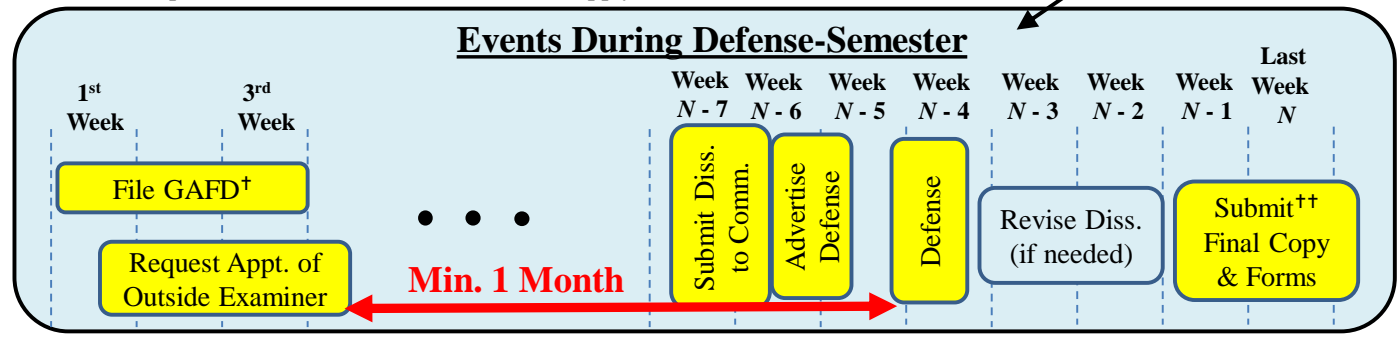 Events During Defense-Semester
1st
Week
3rd
Week
Week
N - 7
Week
N - 6
Week
N - 5
Week
N - 4
Week
N - 3
Week
N - 2
Week
N - 1
Last
Week
N
File GAFD†
Request Appt. of
Outside Examiner
• • •
Min. 1 Month
Submit Diss.
to Comm.
Advertise
Defense
Defense
Revise Diss.
(if needed)
Submit††
Final Copy
& Forms